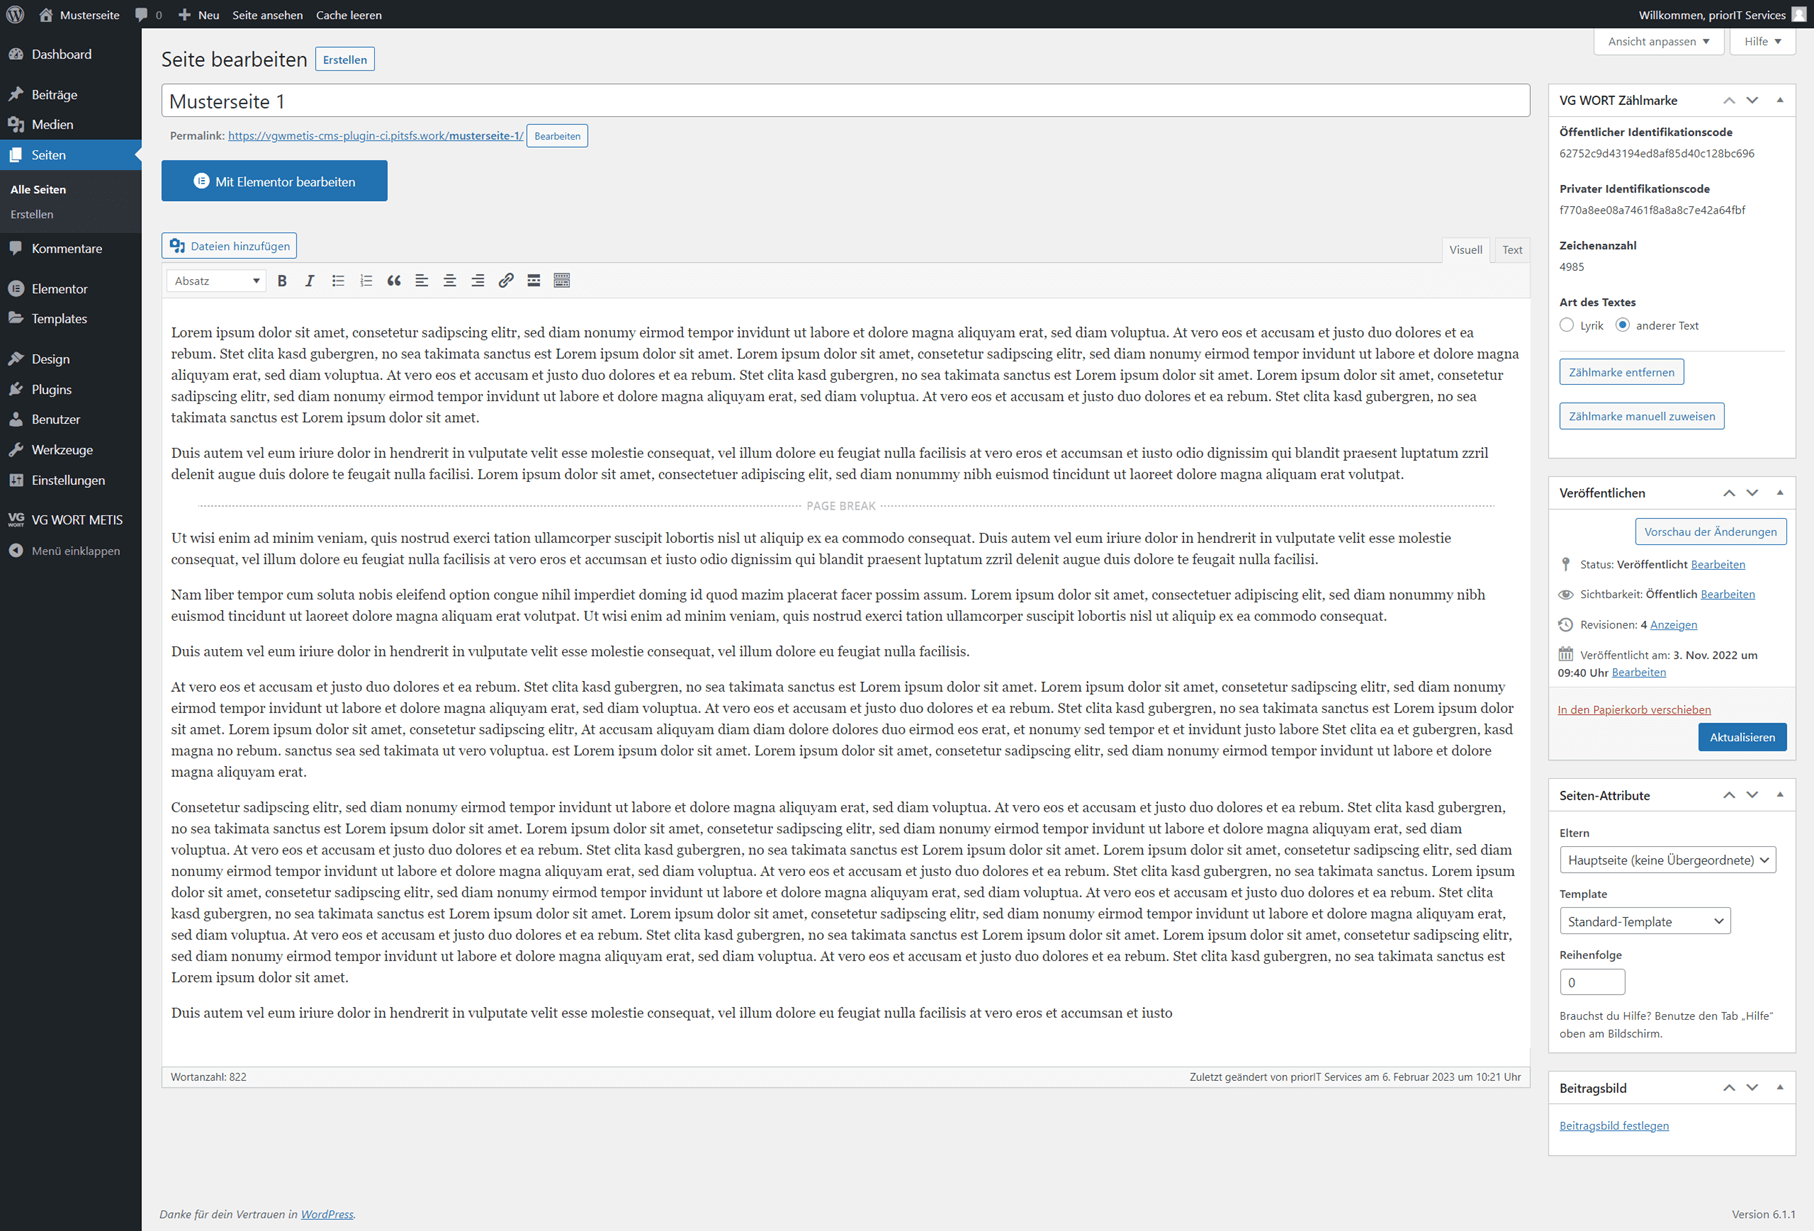 Musterseite 0 Neu Seite ansehen Cache leeren Willkommen, priorIT Services
Dashboard
Beiträge
Medien
Seiten
Alle Seiten
Erstellen
Kommentare
Elementor
Templates
Design
Plugins
Benutzer
Werkzeuge
Einstellungen
VG WORT VG WORT METIS
Menü einklappen
Ansicht anpassen Hilfe
Seite bearbeiten Erstellen
Musterseite 1
Permalink: https://vgwmetis-cms-plugin-ci.pitsfs.work/musterseite-1/ Bearbeiten
Mit Elementor bearbeiten
Dateien hinzufügen
Visuell Text
Absatz B I
Lorem ipsum dolor sit amet, consetetur sadipscing elitr, sed diam nonumy eirmod tempor invidunt ut labore et dolore magna aliquyam erat, sed diam voluptua. At vero eos et accusam et justo duo dolores et ea
rebum. Stet clita kasd gubergren, no sea takimata sanctus est Lorem ipsum dolor sit amet. Lorem ipsum dolor sit amet, consetetur sadipscing elitr, sed diam nonumy eirmod tempor invidunt ut labore et dolore magna
aliquyam erat, sed diam voluptua. At vero eos et accusam et justo duo dolores et ea rebum. Stet clita kasd gubergren, no sea takimata sanctus est Lorem ipsum dolor sit amet. Lorem ipsum dolor sit amet, consetetur
sadipscing elitr, sed diam nonumy eirmod tempor invidunt ut labore et dolore magna aliquyam erat, sed diam voluptua. At vero eos et accusam et justo duo dolores et ea rebum. Stet clita kasd gubergren, no sea
takimata sanctus est Lorem ipsum dolor sit amet.
Duis autem vel eum iriure dolor in hendrerit in vulputate velit esse molestie consequat, vel illum dolore eu feugiat nulla facilisis at vero eros et accumsan et iusto odio dignissim qui blandit praesent luptatum zzril
delenit augue duis dolore te feugait nulla facilisi. Lorem ipsum dolor sit amet, consectetuer adipiscing elit, sed diam nonummy nibh euismod tincidunt ut laoreet dolore magna aliquam erat volutpat.
PAGE BREAK
Ut wisi enim ad minim veniam, quis nostrud exerci tation ullamcorper suscipit lobortis nisl ut aliquip ex ea commodo consequat. Duis autem vel eum iriure dolor in hendrerit in vulputate velit esse molestie
consequat, vel illum dolore eu feugiat nulla facilisis at vero eros et accumsan et iusto odio dignissim qui blandit praesent luptatum zzril delenit augue duis dolore te feugait nulla facilisi.
Nam liber tempor cum soluta nobis eleifend option congue nihil imperdiet doming id quod mazim placerat facer possim assum. Lorem ipsum dolor sit amet, consectetuer adipiscing elit, sed diam nonummy nibh
euismod tincidunt ut laoreet dolore magna aliquam erat volutpat. Ut wisi enim ad minim veniam, quis nostrud exerci tation ullamcorper suscipit lobortis nisl ut aliquip ex ea commodo consequat.
Duis autem vel eum iriure dolor in hendrerit in vulputate velit esse molestie consequat, vel illum dolore eu feugiat nulla facilisis.
At vero eos et accusam et justo duo dolores et ea rebum. Stet clita kasd gubergren, no sea takimata sanctus est Lorem ipsum dolor sit amet. Lorem ipsum dolor sit amet, consetetur sadipscing elitr, sed diam nonumy
eirmod tempor invidunt ut labore et dolore magna aliquyam erat, sed diam voluptua. At vero eos et accusam et justo duo dolores et ea rebum. Stet clita kasd gubergren, no sea takimata sanctus est Lorem ipsum dolor
sit amet. Lorem ipsum dolor sit amet, consetetur sadipscing elitr, At accusam aliquyam diam diam dolore dolores duo eirmod eos erat, et nonumy sed tempor et et invidunt justo labore Stet clita ea et gubergren, kasd
magna no rebum. sanctus sea sed takimata ut vero voluptua. est Lorem ipsum dolor sit amet. Lorem ipsum dolor sit amet, consetetur sadipscing elitr, sed diam nonumy eirmod tempor invidunt ut labore et dolore
magna aliquyam erat.
Consetetur sadipscing elitr, sed diam nonumy eirmod tempor invidunt ut labore et dolore magna aliquyam erat, sed diam voluptua. At vero eos et accusam et justo duo dolores et ea rebum. Stet clita kasd gubergren,
no sea takimata sanctus est Lorem ipsum dolor sit amet. Lorem ipsum dolor sit amet, consetetur sadipscing elitr, sed diam nonumy eirmod tempor invidunt ut labore et dolore magna aliquyam erat, sed diam
voluptua. At vero eos et accusam et justo duo dolores et ea rebum. Stet clita kasd gubergren, no sea takimata sanctus est Lorem ipsum dolor sit amet. Lorem ipsum dolor sit amet, consetetur sadipscing elitr, sed diam
nonumy eirmod tempor invidunt ut labore et dolore magna aliquyam erat, sed diam voluptua. At vero eos et accusam et justo duo dolores et ea rebum. Stet clita kasd gubergren, no sea takimata sanctus. Lorem ipsum
dolor sit amet, consetetur sadipscing elitr, sed diam nonumy eirmod tempor invidunt ut labore et dolore magna aliquyam erat, sed diam voluptua. At vero eos et accusam et justo duo dolores et ea rebum. Stet clita
kasd gubergren, no sea takimata sanctus est Lorem ipsum dolor sit amet. Lorem ipsum dolor sit amet, consetetur sadipscing elitr, sed diam nonumy eirmod tempor invidunt ut labore et dolore magna aliquyam erat,
sed diam voluptua. At vero eos et accusam et justo duo dolores et ea rebum. Stet clita kasd gubergren, no sea takimata sanctus est Lorem ipsum dolor sit amet. Lorem ipsum dolor sit amet, consetetur sadipscing elitr,
sed diam nonumy eirmod tempor invidunt ut labore et dolore magna aliquyam erat, sed diam voluptua. At vero eos et accusam et justo duo dolores et ea rebum. Stet clita kasd gubergren, no sea takimata sanctus est
Lorem ipsum dolor sit amet.
Duis autem vel eum iriure dolor in hendrerit in vulputate velit esse molestie consequat, vel illum dolore eu feugiat nulla facilisis at vero eros et accumsan et iusto
Wortanzahl: 822 Zuletzt geändert von priorIT Services am 6. Februar 2023 um 10:21 Uhr
VG WORT Zählmarke
Öffentlicher Identifikationscode
62752c9d43194ed8af85d40c128bc696
Privater Identifikationscode
f770a8ee08a7461f8a8a8c7e42a64fbf
Zeichenanzahl
4985
Art des Textes
Lyrik anderer Text
Zählmarke entfernen
Zählmarke manuell zuweisen
Veröffentlichen
Vorschau der Änderungen
Status: Veröffentlicht Bearbeiten
Sichtbarkeit: Öffentlich Bearbeiten
Revisionen: 4 Anzeigen
Veröffentlicht am: 3. Nov. 2022 um
09:40 Uhr Bearbeiten
In den Papierkorb verschieben
Aktualisieren
Seiten-Attribute
Eltern
Hauptseite (keine Übergeordnete)
Template
Standard-Template
Reihenfolge
0
Brauchst du Hilfe? Benutze den Tab „Hilfe“
oben am Bildschirm.
Beitragsbild
Beitragsbild festlegen
Danke für dein Vertrauen in WordPress. Version 6.1.1